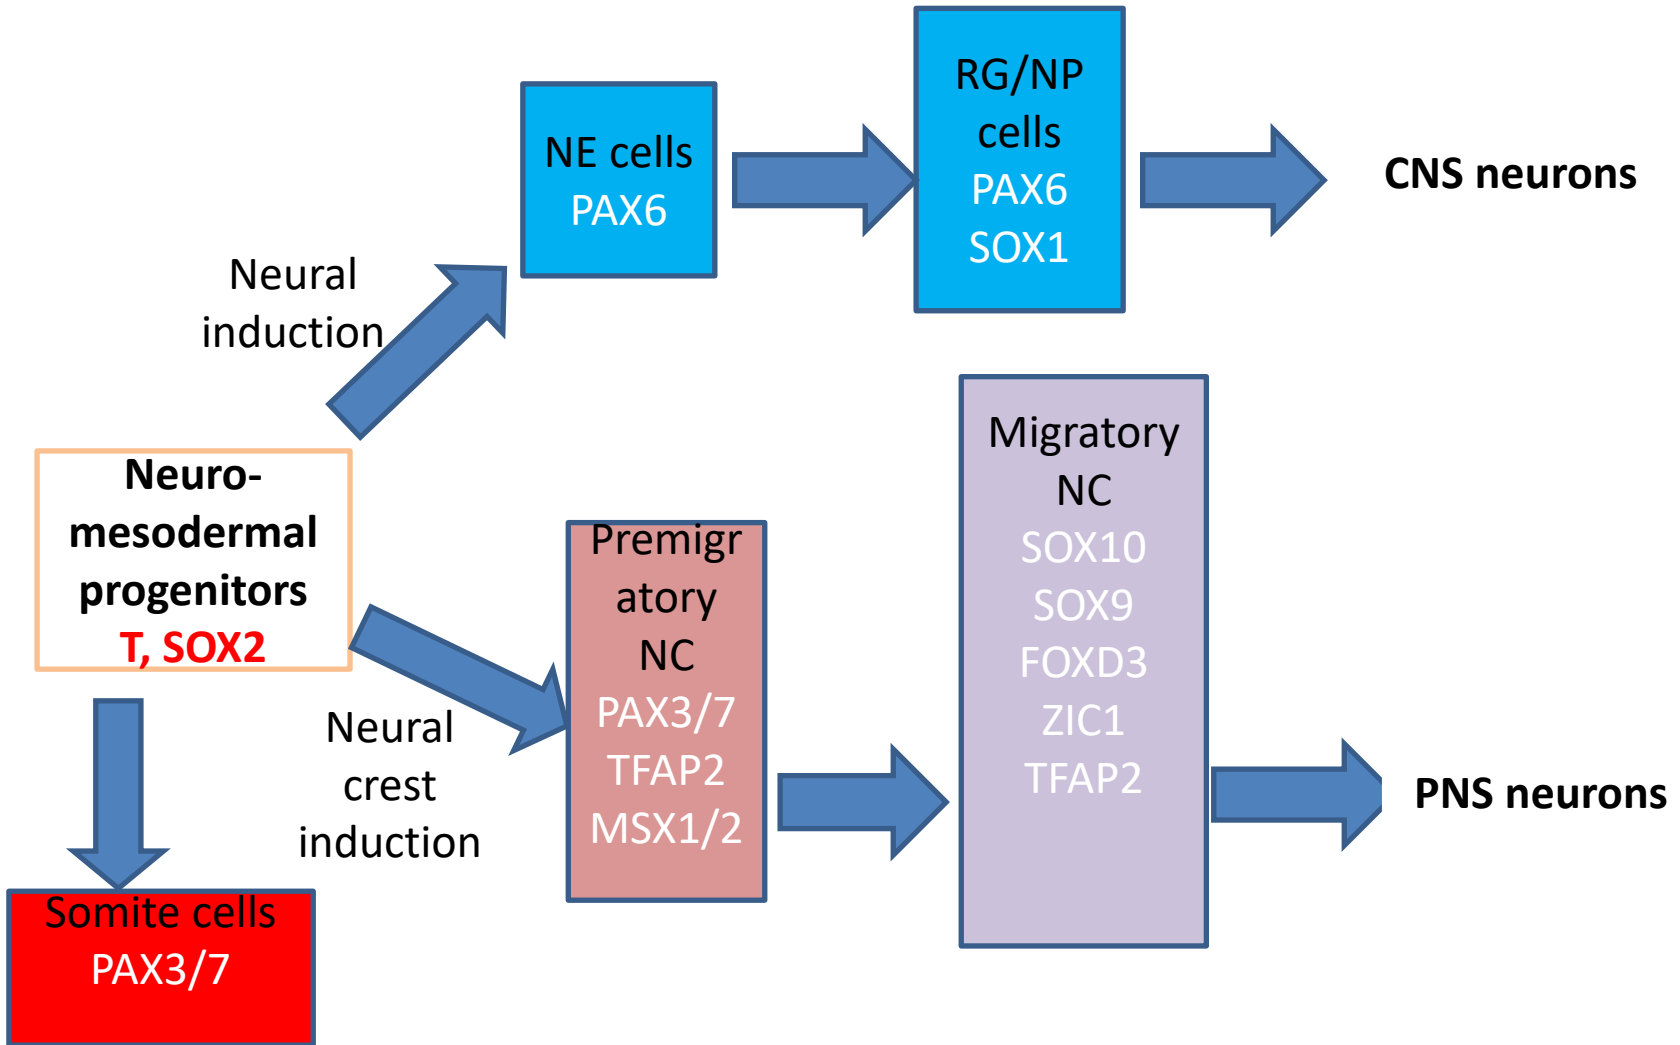 NE cells
PAX6
RG/NP
cells
PAX6
SOX1
CNS neurons
Neural
induction
Neuro-
mesodermal
progenitors
T, SOX2
Neural
crest
induction
Premigr
atory
NC
PAX3/7
TFAP2
MSX1/2
Migratory
NC
SOX10
SOX9
FOXD3
ZIC1
TFAP2
PNS neurons
Somite cells
PAX3/7